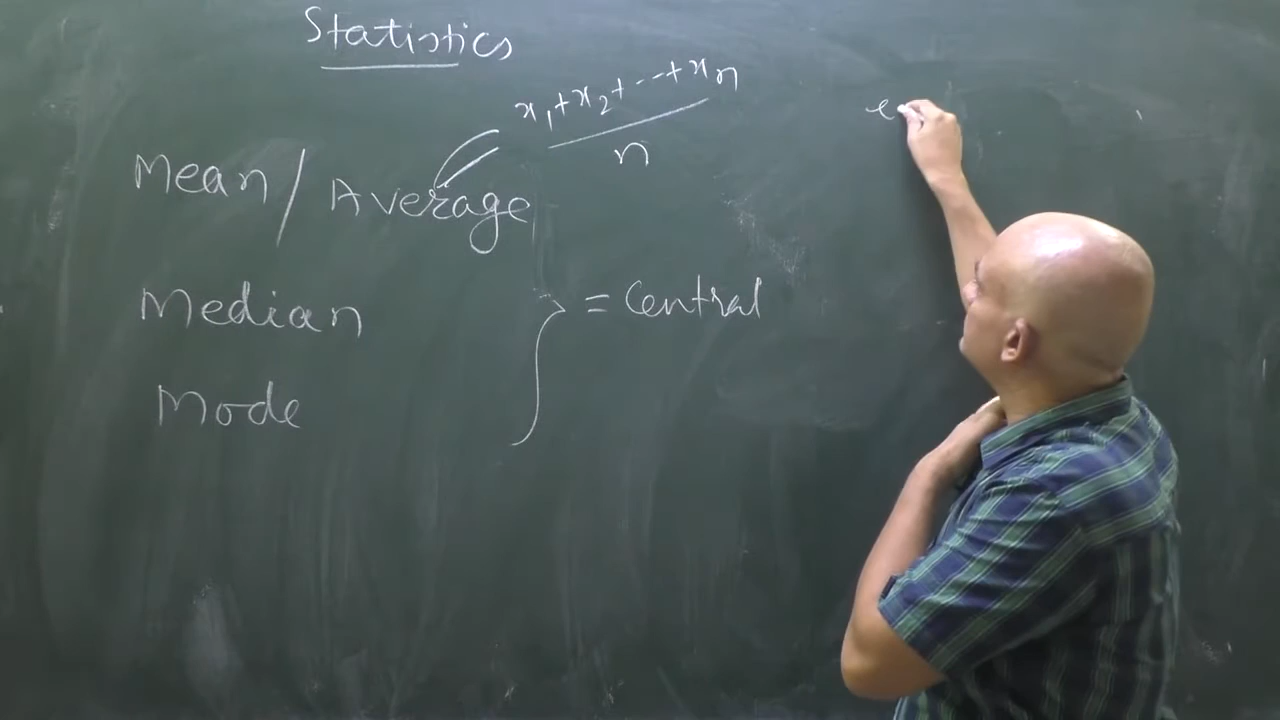 Statistics
x₁+x₂+---+xₙ
n
Mean/Average
Median
} = Central
Mode
e